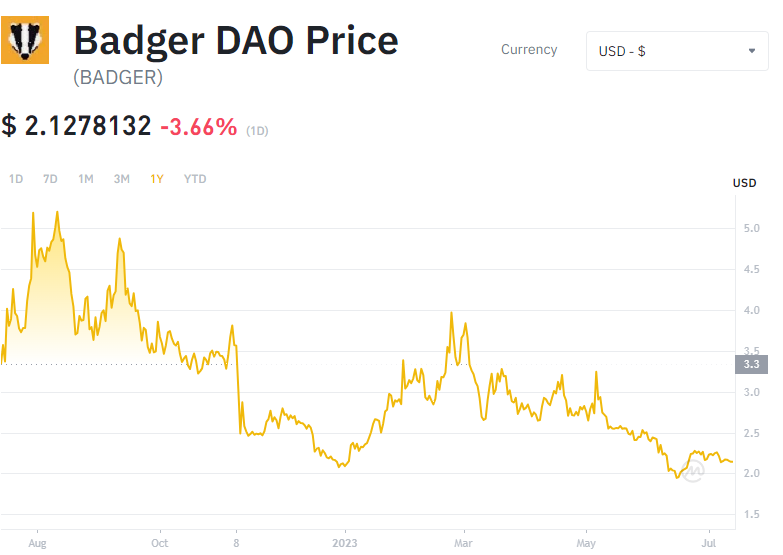 Badger DAO Price
(BADGER)
Currency
USD - $
$ 2.1278132 -3.66% (1D)
1D 7D 1M 3M 1Y YTD
USD
5.0
4.5
4.0
3.5
3.3
3.0
2.5
2.0
1.5
Aug Oct 8 2023 Mar May Jul